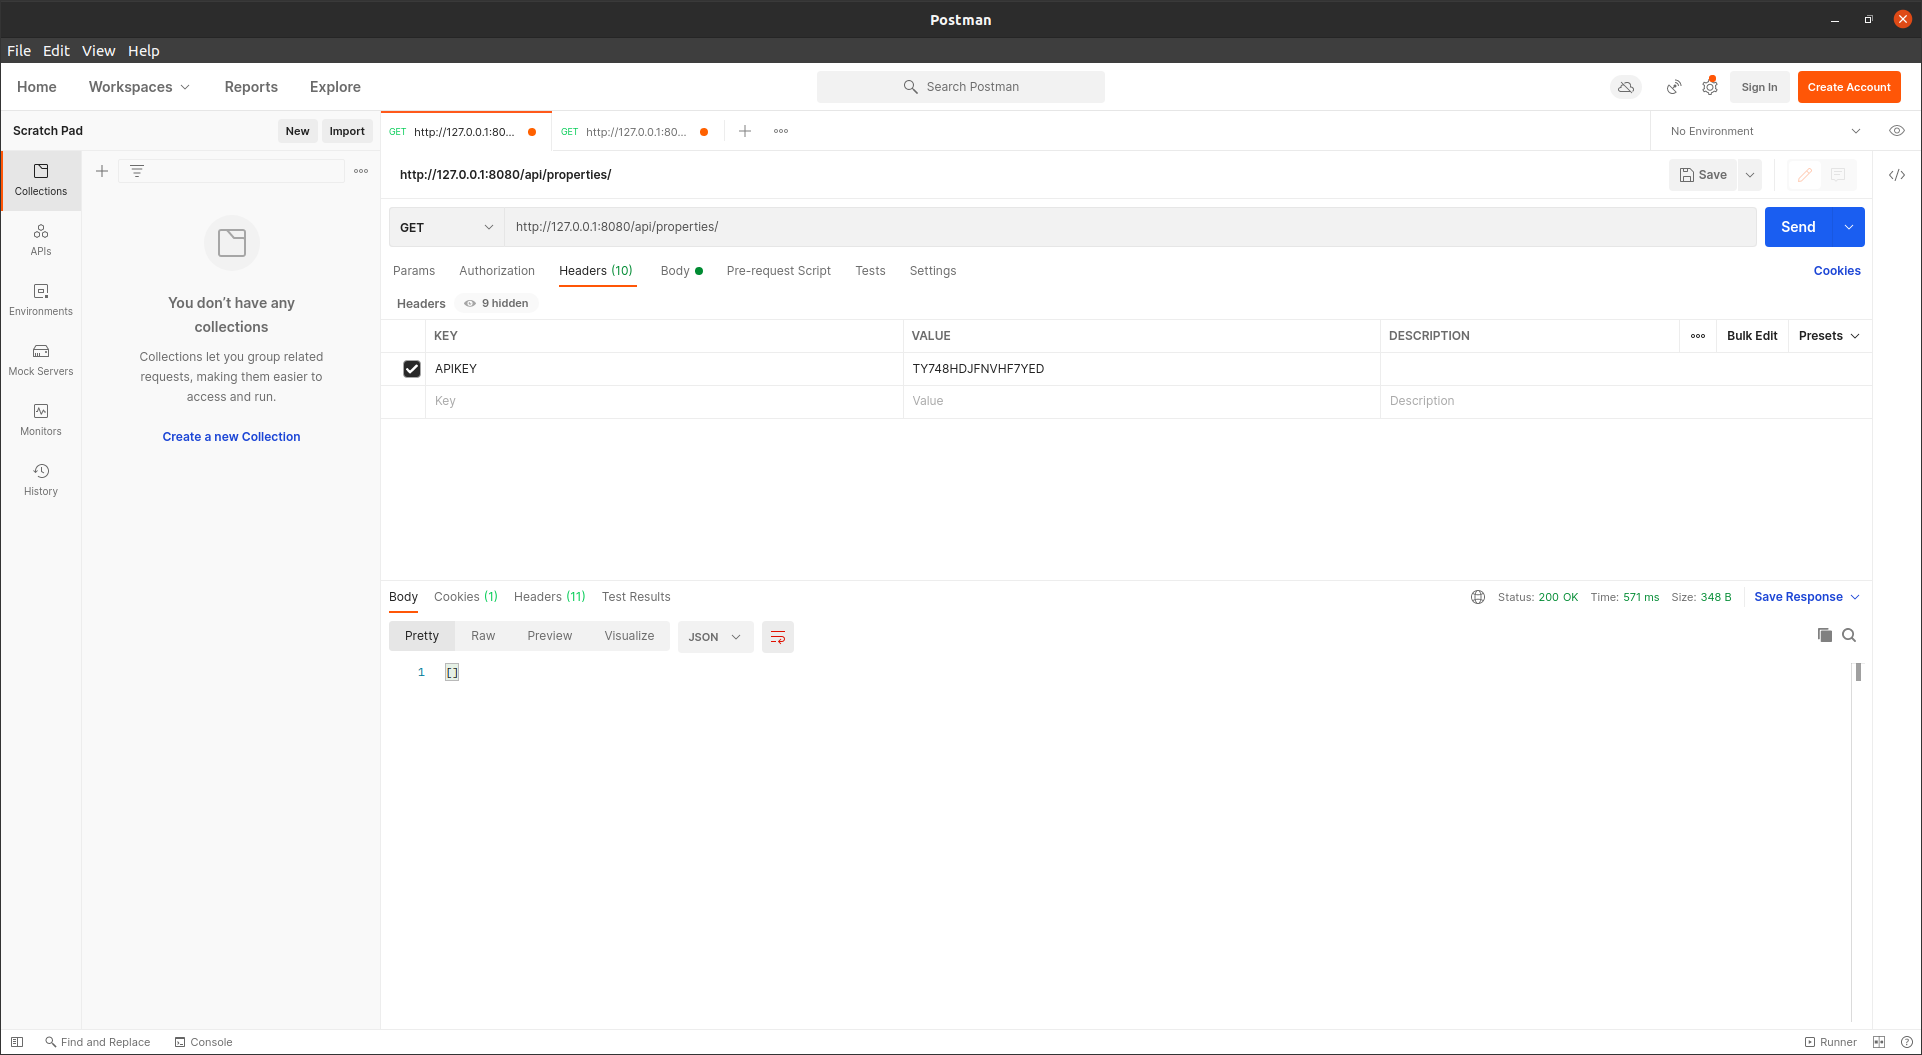 Postman
File Edit View Help
Home Workspaces Reports Explore Search Postman Sign In Create Account
Scratch Pad New Import GET http://127.0.0.1:80... GET http://127.0.0.1:80... No Environment
Collections
APIs
Environments
Mock Servers
Monitors
History
You don’t have any
collections
Collections let you group related
requests, making them easier to
access and run.
Create a new Collection
http://127.0.0.1:8080/api/properties/ Save
GET http://127.0.0.1:8080/api/properties/ Send
Params Authorization Headers (10) Body Pre-request Script Tests Settings Cookies
Headers 9 hidden
KEY VALUE DESCRIPTION Bulk Edit Presets
APIKEY TY748HDJFNVHF7YED
Key Value Description
Body Cookies (1) Headers (11) Test Results Status: 200 OK Time: 571 ms Size: 348 B Save Response
Pretty Raw Preview Visualize JSON
1 []
Find and Replace Console Runner